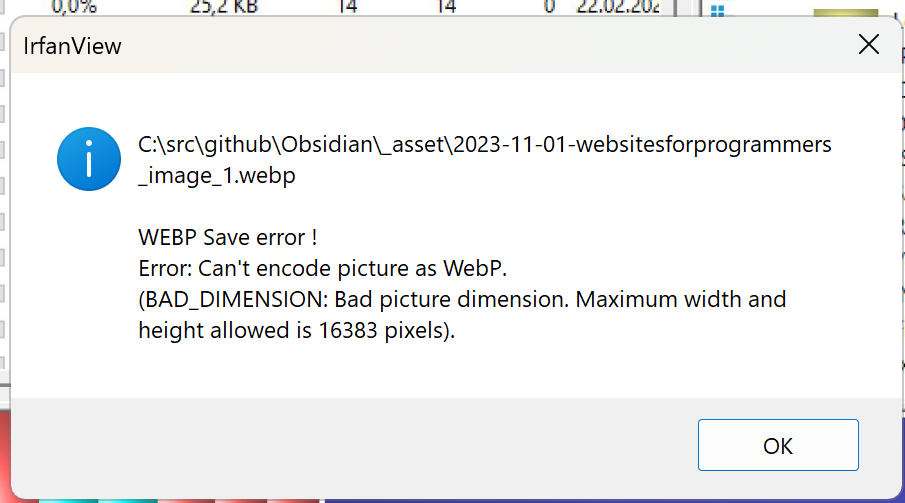 0,0% 25,2 KB 14 14 0 22.02.202
IrfanView
C:\src\github\Obsidian\_asset\2023-11-01-websitesforprogrammers
_image_1.webp
WEBP Save error !
Error: Can't encode picture as WebP.
(BAD_DIMENSION: Bad picture dimension. Maximum width and
height allowed is 16383 pixels).
OK